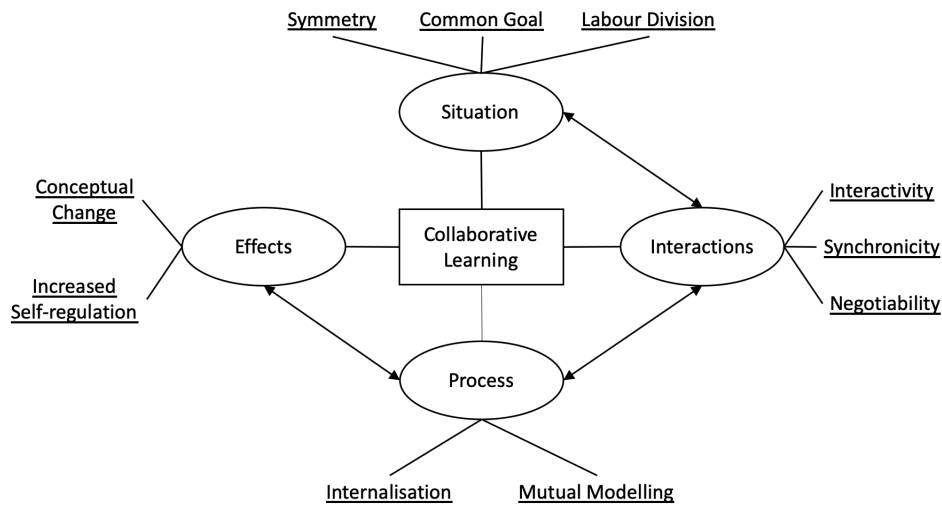 Symmetry
Common Goal
Labour Division
Situation
Conceptual
Change
Interactivity
Effects
Collaborative
Learning
Interactions
Synchronicity
Increased
Self-regulation
Negotiability
Process
Internalisation
Mutual Modelling